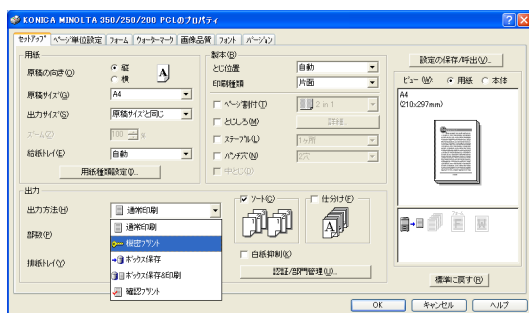 KONICA MINOLTA 350/250/200 PCLのプロパティ
セットアップ ページ単位設定 フォーム ウォーターマーク 画像品質 フォント バージョン
用紙
原稿の向き(O)
縦
横
A
原稿サイズ(G)
A4
出力サイズ(S)
原稿サイズと同じ
ズーム(Z)
100 %
給紙トレイ(E)
自動
用紙種類設定(I)...
製本(B)
とじ位置
自動
印刷種類
片面
ページ割付(T)
2 in 1
とじしろ(M)
詳細...
ステープル(L)
1ヶ所
パンチ穴(N)
2穴
中とじ(D)
出力
出力方法(H)
通常印刷
通常印刷
機密プリント
ボックス保存
ボックス保存&印刷
確認プリント
部数(P)
排紙トレイ(Y)
ソート(C)
仕分け(F)
白紙抑制(K)
認証/部門管理(U)...
設定の保存/呼出(V)...
ビュー (W): 用紙 本体
A4
(210x297mm)
標準に戻す(R)
OK キャンセル ヘルプ